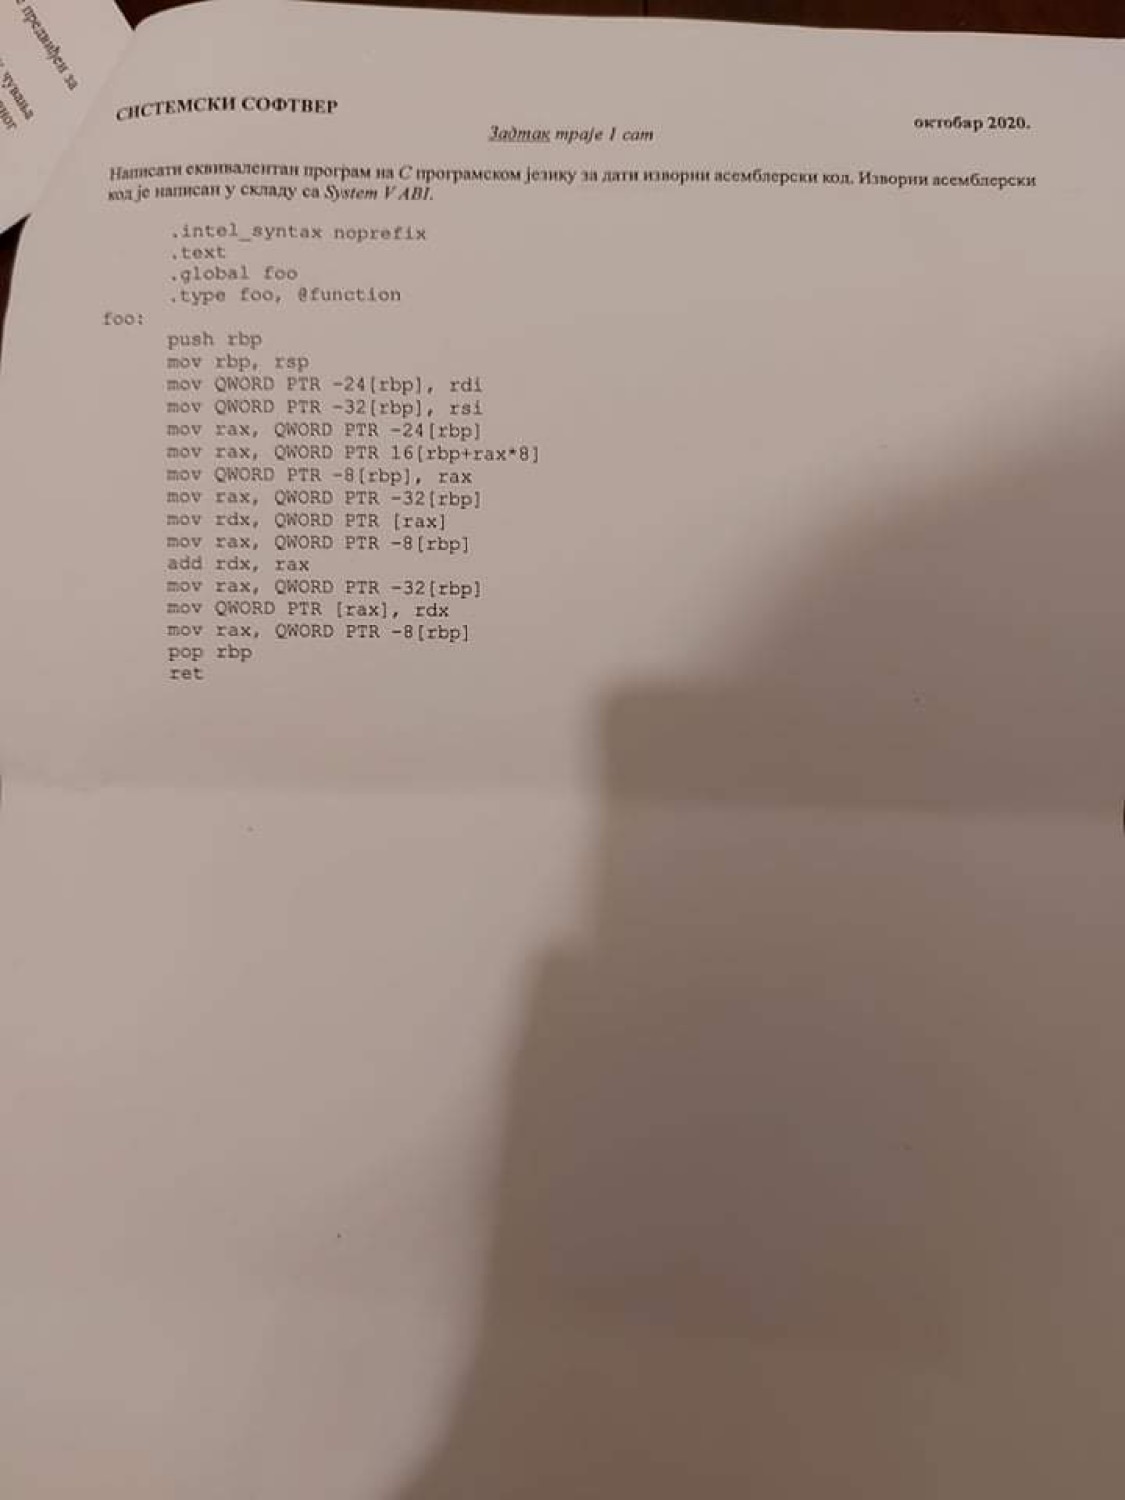 предвиђен за
чувања
СИСТЕМСКИ СОФТВЕР
октобар 2020.
Задтак траје 1 сат
Написати еквивалентан програм на C програмском језику за дати изворни асемблерски код. Изворни асемблерски
код је написан у складу са System V ABI.
.intel_syntax noprefix
.text
.global foo
.type foo, @function
foo:
push rbp
mov rbp, rsp
mov QWORD PTR -24[rbp], rdi
mov QWORD PTR -32[rbp], rsi
mov rax, QWORD PTR -24[rbp]
mov rax, QWORD PTR 16[rbp+rax*8]
mov QWORD PTR -8[rbp], rax
mov rax, QWORD PTR -32[rbp]
mov rdx, QWORD PTR [rax]
mov rax, QWORD PTR -8[rbp]
add rdx, rax
mov rax, QWORD PTR -32[rbp]
mov QWORD PTR [rax], rdx
mov rax, QWORD PTR -8[rbp]
pop rbp
ret